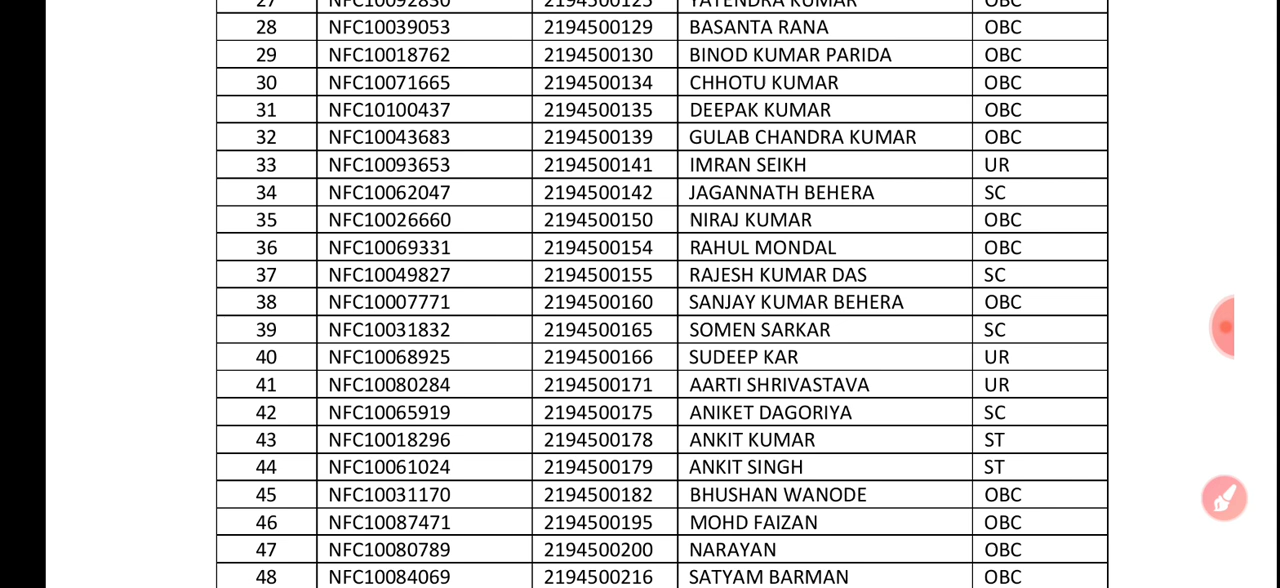 27 NFC10092830 2194500125 YATENDRA KUMAR OBC
28 NFC10039053 2194500129 BASANTA RANA OBC
29 NFC10018762 2194500130 BINOD KUMAR PARIDA OBC
30 NFC10071665 2194500134 CHHOTU KUMAR OBC
31 NFC10100437 2194500135 DEEPAK KUMAR OBC
32 NFC10043683 2194500139 GULAB CHANDRA KUMAR OBC
33 NFC10093653 2194500141 IMRAN SEIKH UR
34 NFC10062047 2194500142 JAGANNATH BEHERA SC
35 NFC10026660 2194500150 NIRAJ KUMAR OBC
36 NFC10069331 2194500154 RAHUL MONDAL OBC
37 NFC10049827 2194500155 RAJESH KUMAR DAS SC
38 NFC10007771 2194500160 SANJAY KUMAR BEHERA OBC
39 NFC10031832 2194500165 SOMEN SARKAR SC
40 NFC10068925 2194500166 SUDEEP KAR UR
41 NFC10080284 2194500171 AARTI SHRIVASTAVA UR
42 NFC10065919 2194500175 ANIKET DAGORIYA SC
43 NFC10018296 2194500178 ANKIT KUMAR ST
44 NFC10061024 2194500179 ANKIT SINGH ST
45 NFC10031170 2194500182 BHUSHAN WANODE OBC
46 NFC10087471 2194500195 MOHD FAIZAN OBC
47 NFC10080789 2194500200 NARAYAN OBC
48 NFC10084069 2194500216 SATYAM BARMAN OBC